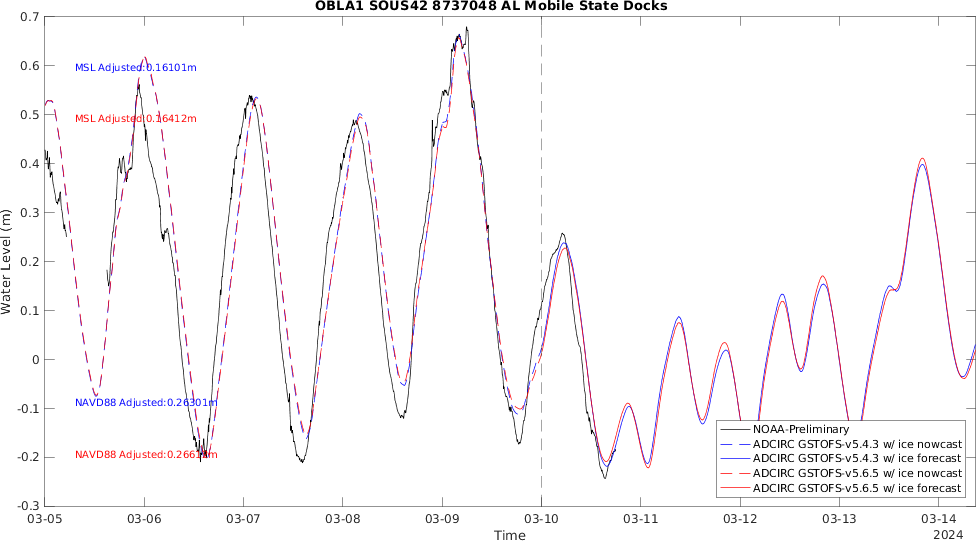 OBLA1 SOUS42 8737048 AL Mobile State Docks
0.7
0.6
0.5
0.4
0.3
0.2
0.1
0
-0.1
-0.2
-0.3
Water Level (m)
MSL Adjusted:0.16101m
MSL Adjusted:0.16412m
NAVD88 Adjusted:0.26301m
NAVD88 Adjusted:
NOAA-Preliminary
ADCIRC GSTOFS-v5.4.3 w/ ice nowcast
ADCIRC GSTOFS-v5.4.3 w/ ice forecast
ADCIRC GSTOFS-v5.6.5 w/ ice nowcast
ADCIRC GSTOFS-v5.6.5 w/ ice forecast
03-05 03-06 03-07 03-08 03-09 03-10 03-11 03-12 03-13 03-14
Time
2024